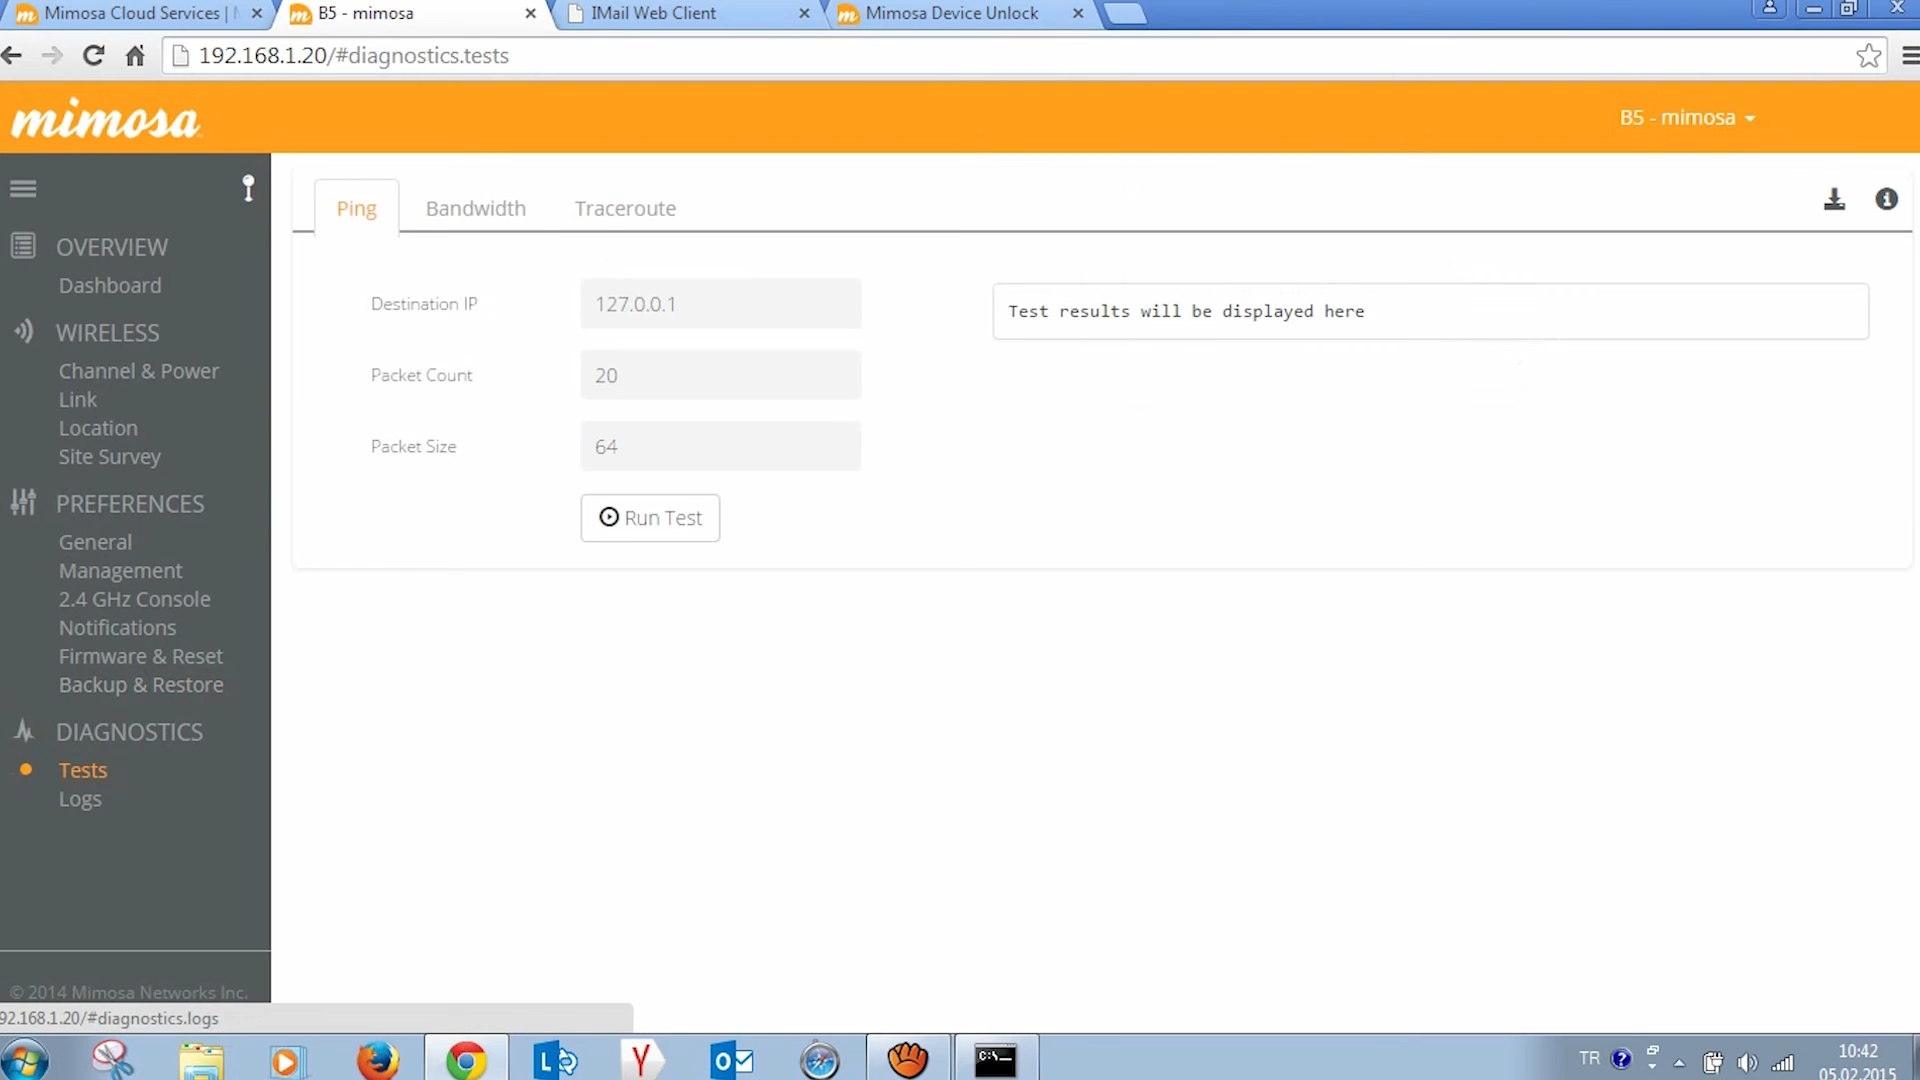 Mimosa Cloud Services |
B5 - mimosa
IMail Web Client
Mimosa Device Unlock
192.168.1.20/#diagnostics.tests
mimosa
B5 - mimosa
OVERVIEW
Dashboard
WIRELESS
Channel & Power
Link
Location
Site Survey
PREFERENCES
General
Management
2.4 GHz Console
Notifications
Firmware & Reset
Backup & Restore
DIAGNOSTICS
Tests
Logs
© 2014 Mimosa Networks Inc.
Ping
Bandwidth
Traceroute
Destination IP
127.0.0.1
Packet Count
20
Packet Size
64
Run Test
Test results will be displayed here
92.168.1.20/#diagnostics.logs
TR
10:42
05.02.2015